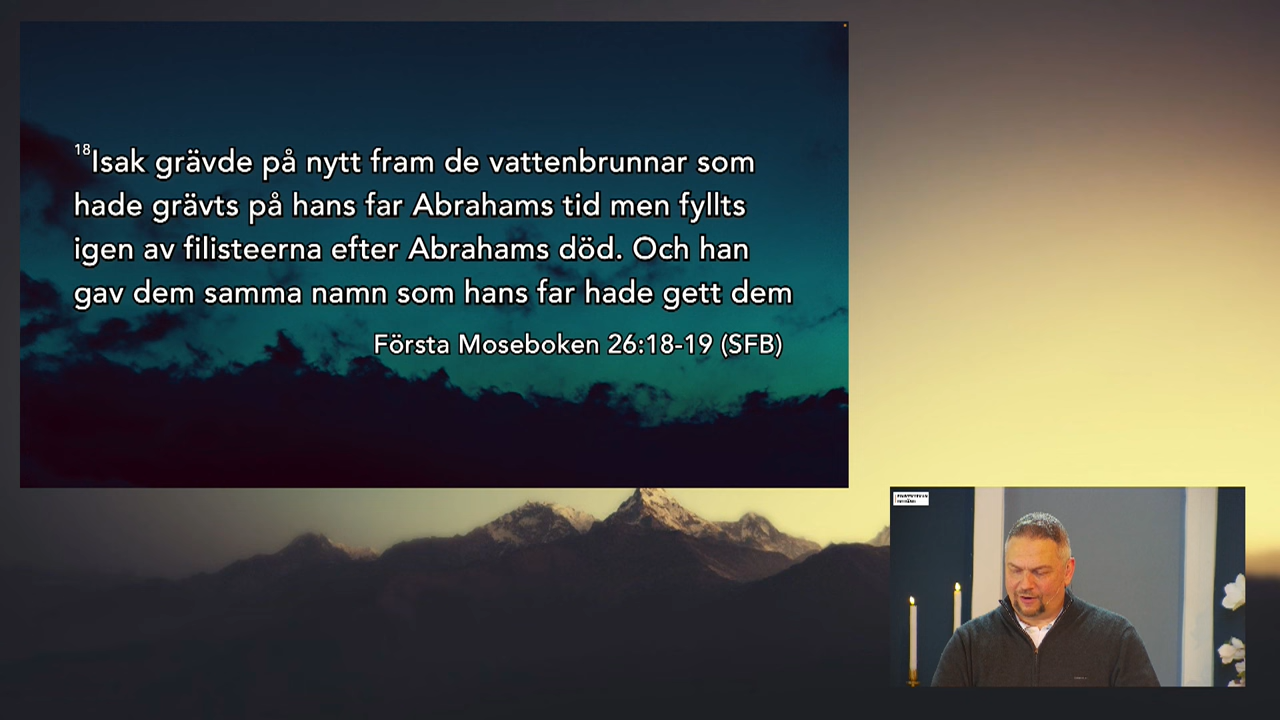 18Isak grävde på nytt fram de vattenbrunnar som
hade grävts på hans far Abrahams tid men fyllts
igen av filisteerna efter Abrahams död. Och han
gav dem samma namn som hans far hade gett dem
Första Moseboken 26:18-19 (SFB)